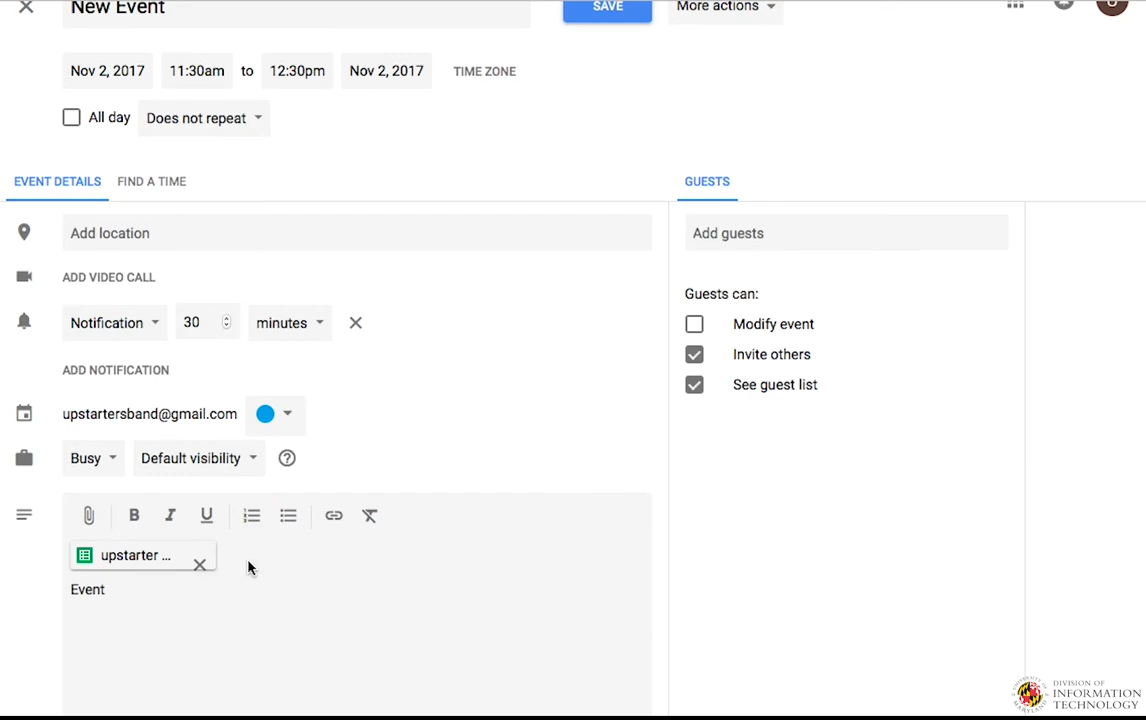 New Event
SAVE
More actions
Nov 2, 2017 11:30am to 12:30pm Nov 2, 2017 TIME ZONE
All day Does not repeat
EVENT DETAILS FIND A TIME
GUESTS
Add location
Add guests
ADD VIDEO CALL
Guests can:
Notification 30 minutes
Modify event
Invite others
ADD NOTIFICATION
See guest list
upstartersband@gmail.com
Busy Default visibility
B I U
upstarter ...
Event
DIVISION OF
INFORMATION
TECHNOLOGY